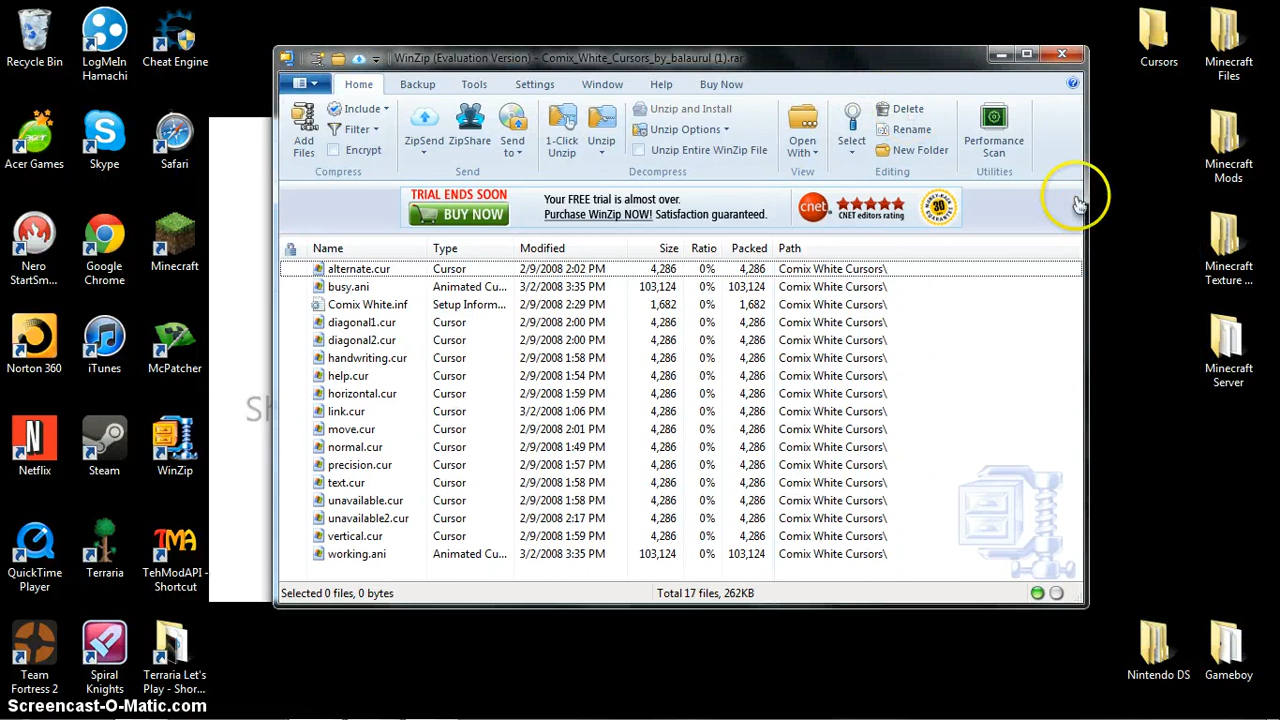 Recycle Bin
LogMeIn Hamachi
Cheat Engine
Acer Games
Skype
Safari
Nero StartSm...
Google Chrome
Minecraft
Norton 360
iTunes
McPatcher
Netflix
Steam
WinZip
QuickTime Player
Terraria
TehModAPI - Shortcut
Team Fortress 2
Spiral Knights
Terraria Let's Play - Shor...
Screencast-O-Matic.com
WinZip (Evaluation Version) - Comix_White_Cursors_by_balaurul (1).rar
Home Backup Tools Settings Window Help Buy Now
Add Files
Include
Filter
Encrypt
Compress
ZipSend ZipShare Send to
Send
1-Click Unzip
Unzip
Unzip and Install
Unzip Options
Unzip Entire WinZip File
Decompress
Open With
View
Select
Delete
Rename
New Folder
Editing
Performance Scan
Utilities
TRIAL ENDS SOON
BUY NOW
Your FREE trial is almost over.
Purchase WinZip NOW! Satisfaction guaranteed.
cnet
CNET editors rating
30
Name Type Modified Size Ratio Packed Path
alternate.cur Cursor 2/9/2008 2:02 PM 4,286 0% 4,286 Comix White Cursors\
busy.ani Animated Cu... 3/2/2008 3:35 PM 103,124 0% 103,124 Comix White Cursors\
Comix White.inf Setup Inform... 2/9/2008 2:29 PM 1,682 0% 1,682 Comix White Cursors\
diagonal1.cur Cursor 2/9/2008 2:00 PM 4,286 0% 4,286 Comix White Cursors\
diagonal2.cur Cursor 2/9/2008 2:00 PM 4,286 0% 4,286 Comix White Cursors\
handwriting.cur Cursor 2/9/2008 1:58 PM 4,286 0% 4,286 Comix White Cursors\
help.cur Cursor 2/9/2008 1:54 PM 4,286 0% 4,286 Comix White Cursors\
horizontal.cur Cursor 2/9/2008 1:59 PM 4,286 0% 4,286 Comix White Cursors\
link.cur Cursor 3/2/2008 1:06 PM 4,286 0% 4,286 Comix White Cursors\
move.cur Cursor 2/9/2008 2:01 PM 4,286 0% 4,286 Comix White Cursors\
normal.cur Cursor 2/9/2008 1:49 PM 4,286 0% 4,286 Comix White Cursors\
precision.cur Cursor 2/9/2008 1:57 PM 4,286 0% 4,286 Comix White Cursors\
text.cur Cursor 2/9/2008 1:58 PM 4,286 0% 4,286 Comix White Cursors\
unavailable.cur Cursor 2/9/2008 1:58 PM 4,286 0% 4,286 Comix White Cursors\
unavailable2.cur Cursor 2/9/2008 2:17 PM 4,286 0% 4,286 Comix White Cursors\
vertical.cur Cursor 2/9/2008 1:59 PM 4,286 0% 4,286 Comix White Cursors\
working.ani Animated Cu... 3/2/2008 3:35 PM 103,124 0% 103,124 Comix White Cursors\
Selected 0 files, 0 bytes
Total 17 files, 262KB
Cursors
Minecraft Files
Minecraft Mods
Minecraft Texture ...
Minecraft Server
Nintendo DS
Gameboy